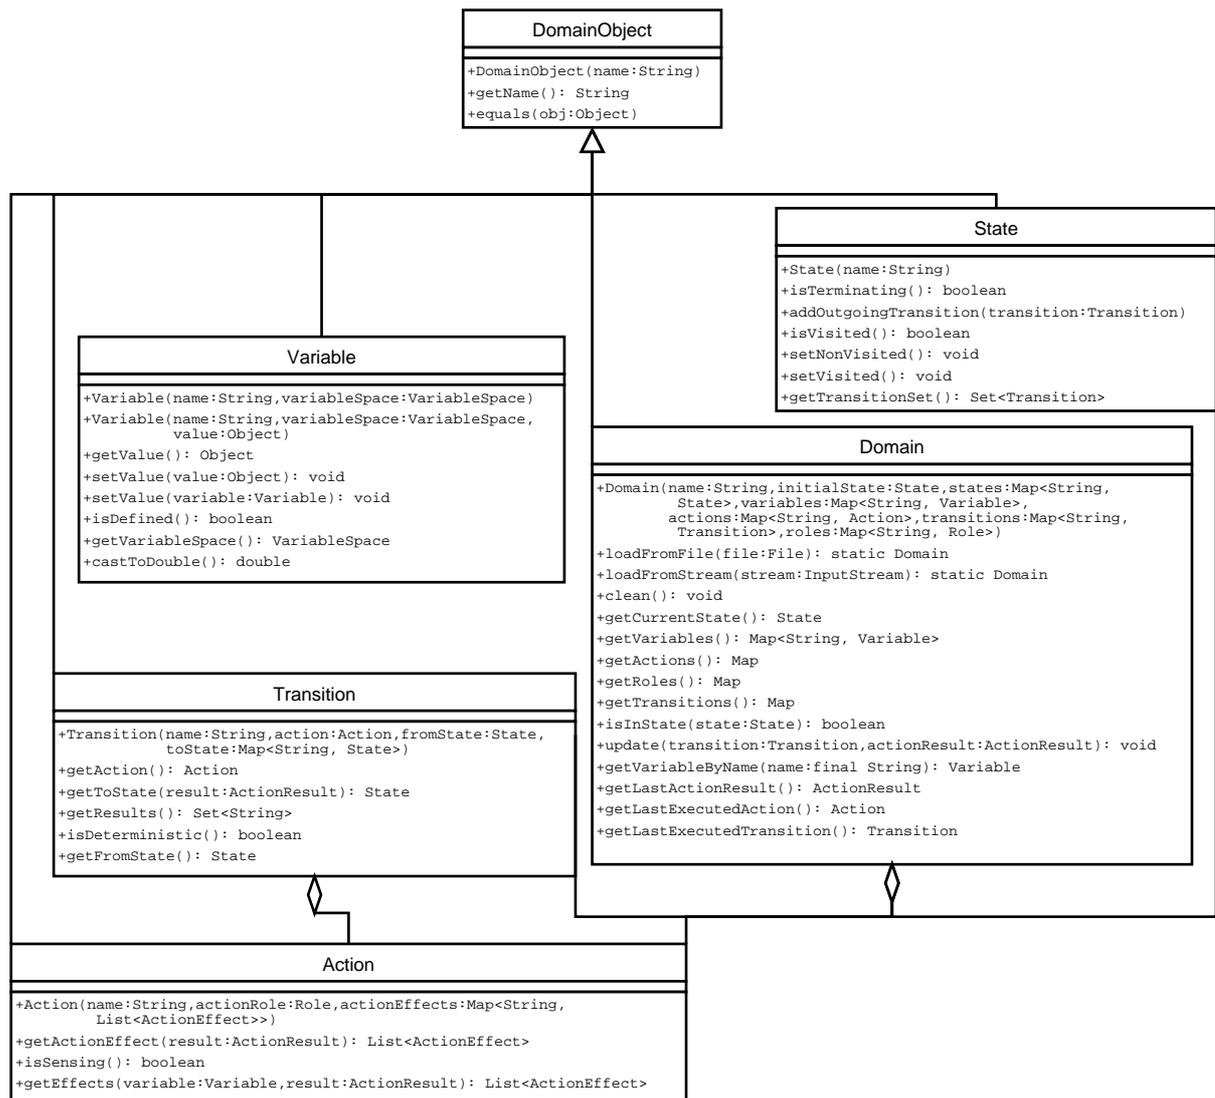 DomainObject
+DomainObject(name:String)
+getName(): String
+equals(obj:Object)
State
+State(name:String)
+isTerminating(): boolean
+addOutgoingTransition(transition:Transition)
+isVisited(): boolean
+setNonVisited(): void
+setVisited(): void
+getTransitionSet(): Set<Transition>
Variable
+Variable(name:String,variableSpace:VariableSpace)
+Variable(name:String,variableSpace:VariableSpace,
value:Object)
+getValue(): Object
+setValue(value:Object): void
+setValue(variable:Variable): void
+isDefined(): boolean
+getVariableSpace(): VariableSpace
+castToDouble(): double
Domain
+Domain(name:String,initialState:State,states:Map<String,
State>,variables:Map<String, Variable>,
actions:Map<String, Action>,transitions:Map<String,
Transition>,roles:Map<String, Role>)
+loadFromFile(file:File): static Domain
+loadFromStream(stream:InputStream): static Domain
+clean(): void
+getCurrentState(): State
+getVariables(): Map<String, Variable>
+getActions(): Map
+getRoles(): Map
+getTransitions(): Map
+isInState(state:State): boolean
+update(transition:Transition,actionResult:ActionResult): void
+getVariableByName(name:final String): Variable
+getLastActionResult(): ActionResult
+getLastExecutedAction(): Action
+getLastExecutedTransition(): Transition
Transition
+Transition(name:String,action:Action,fromState:State,
toState:Map<String, State>)
+getAction(): Action
+getToState(result:ActionResult): State
+getResults(): Set<String>
+isDeterministic(): boolean
+getFromState(): State
Action
+Action(name:String,actionRole:Role,actionEffects:Map<String,
List<ActionEffect>>)
+getActionEffect(result:ActionResult): List<ActionEffect>
+isSensing(): boolean
+getEffects(variable:Variable,result:ActionResult): List<ActionEffect>